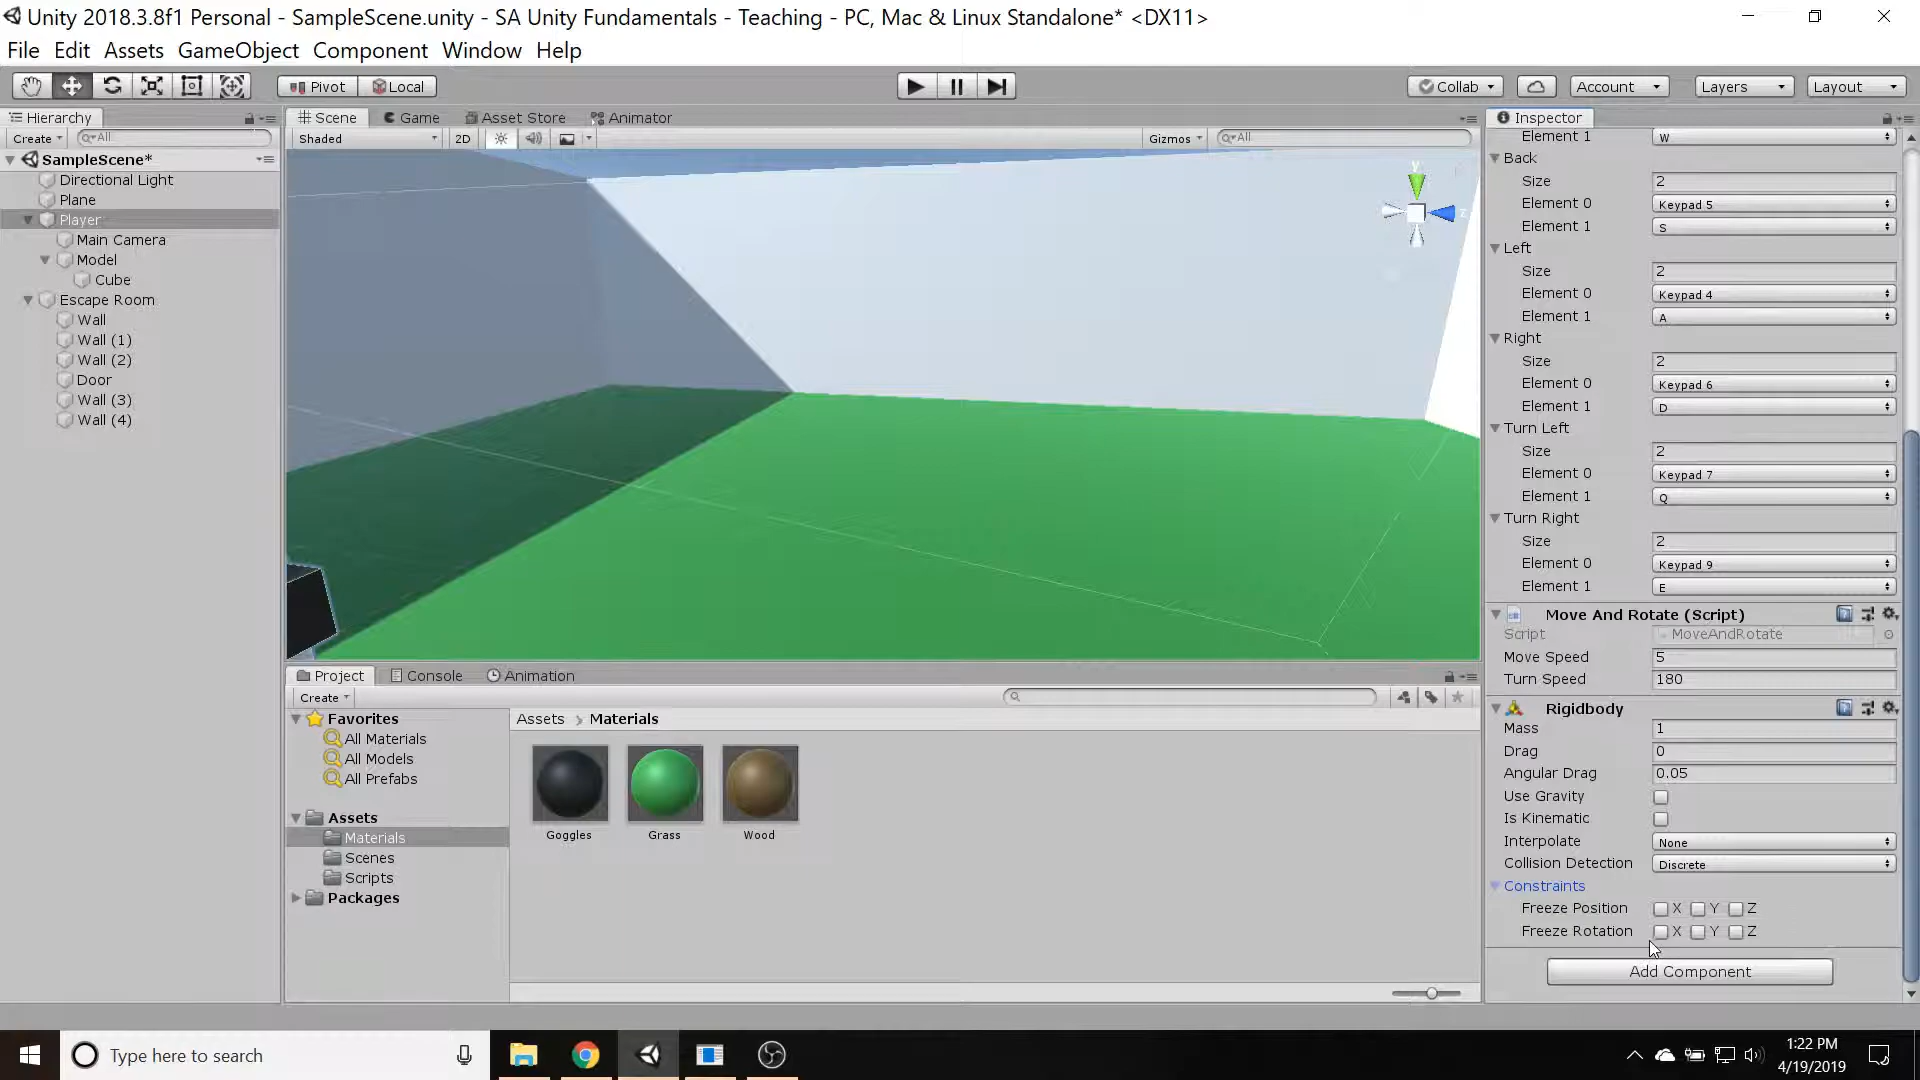 Unity 2018.3.8f1 Personal - SampleScene.unity - SA Unity Fundamentals - Teaching - PC, Mac & Linux Standalone* <DX11>
File Edit Assets GameObject Component Window Help
Pivot Local Collab Account Layers Layout
Hierarchy Scene Game Asset Store Animator Inspector
Create All Shaded 2D Gizmos All
SampleScene*
Directional Light
Plane
Player
Main Camera
Model
Cube
Escape Room
Wall
Wall (1)
Wall (2)
Door
Wall (3)
Wall (4)
y
z
Project Console Animation
Create
Favorites
All Materials
All Models
All Prefabs
Assets
Materials
Scenes
Scripts
Packages
Assets Materials
Goggles Grass Wood
Element 1 W
Back
Size 2
Element 0 Keypad 5
Element 1 S
Left
Size 2
Element 0 Keypad 4
Element 1 A
Right
Size 2
Element 0 Keypad 6
Element 1 D
Turn Left
Size 2
Element 0 Keypad 7
Element 1 Q
Turn Right
Size 2
Element 0 Keypad 9
Element 1 E
Move And Rotate (Script)
Script MoveAndRotate
Move Speed 5
Turn Speed 180
Rigidbody
Mass 1
Drag 0
Angular Drag 0.05
Use Gravity
Is Kinematic
Interpolate None
Collision Detection Discrete
Constraints
Freeze Position X Y Z
Freeze Rotation X Y Z
Add Component
Type here to search
1:22 PM
4/19/2019